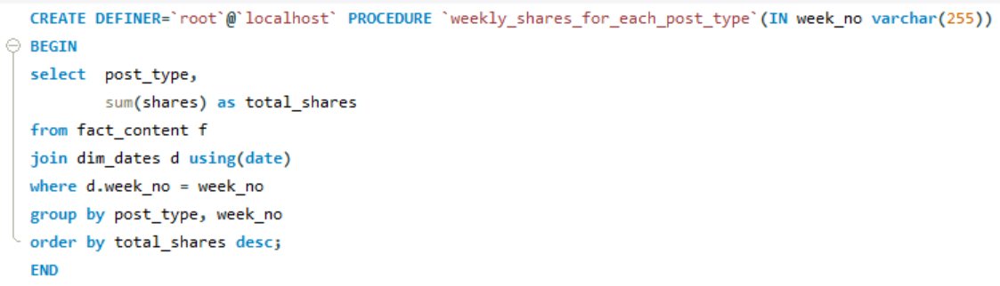 CREATE DEFINER=`root`@`localhost` PROCEDURE `weekly_shares_for_each_post_type`(IN week_no varchar(255))
BEGIN
select  post_type,
        sum(shares) as total_shares
from fact_content f
join dim_dates d using(date)
where d.week_no = week_no
group by post_type, week_no
order by total_shares desc;
END